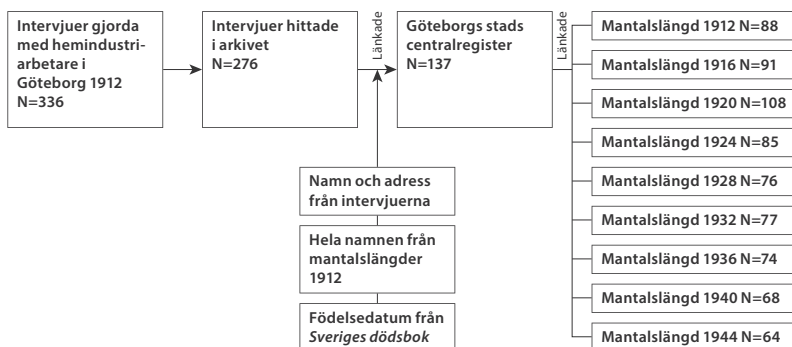 Intervjuer gjorda
med hemindustri-
arbetare i
Göteborg 1912
N=336
Intervjuer hittade
i arkivet
N=276
Länkade
Göteborgs stads
centralregister
N=137
Länkade
Mantalslängd 1912 N=88
Mantalslängd 1916 N=91
Mantalslängd 1920 N=108
Mantalslängd 1924 N=85
Mantalslängd 1928 N=76
Mantalslängd 1932 N=77
Mantalslängd 1936 N=74
Mantalslängd 1940 N=68
Mantalslängd 1944 N=64
Namn och adress
från intervjuerna
Hela namnen från
mantalslängder
1912
Födelsedatum från
Sveriges dödsbok